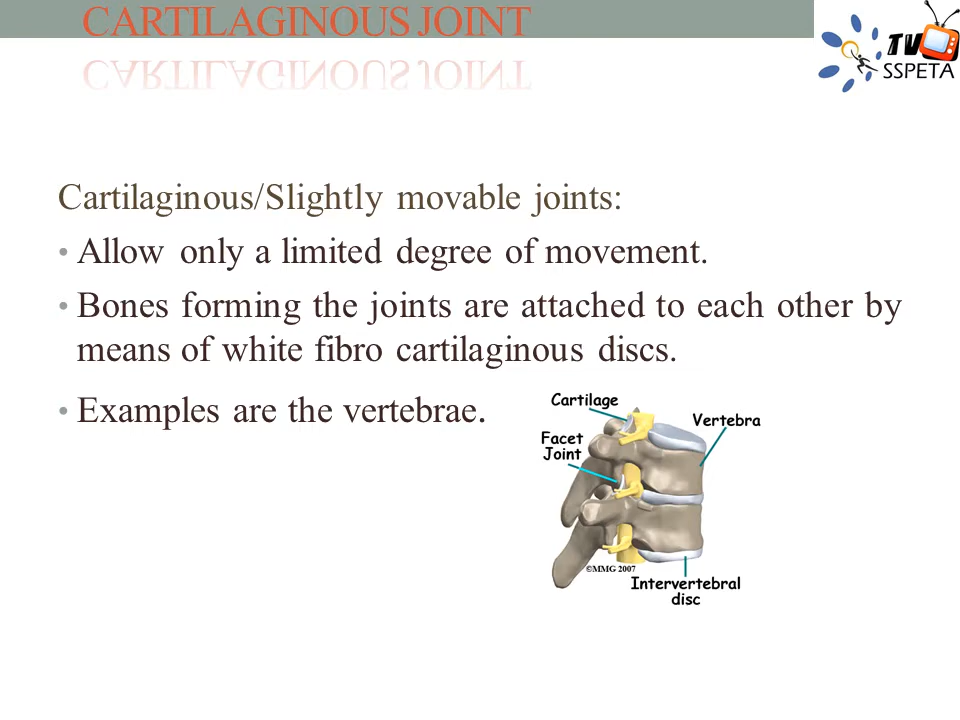 CARTILAGINOUS JOINT
TV
SSPETA
Cartilaginous/Slightly movable joints:
• Allow only a limited degree of movement.
• Bones forming the joints are attached to each other by
means of white fibro cartilaginous discs.
• Examples are the vertebrae.
Cartilage
Vertebra
Facet
Joint
©MMG 2007
Intervertebral
disc